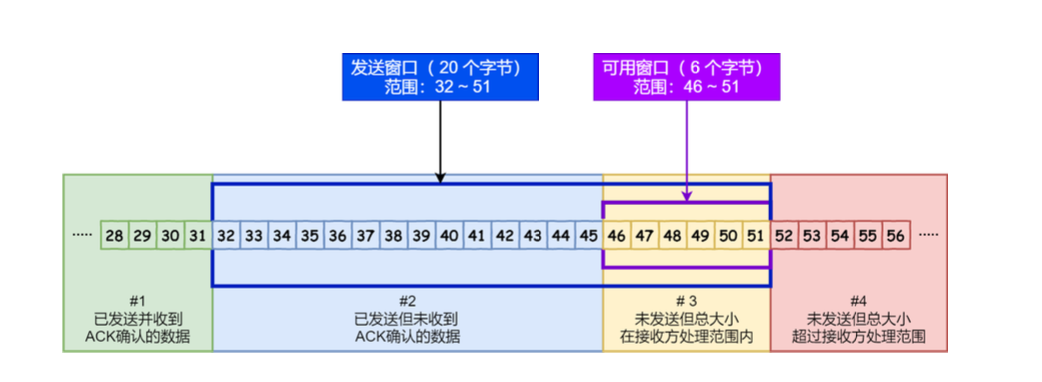 发送窗口（ 20 个字节）
范围：32 ~ 51
可用窗口（ 6 个字节）
范围：46 ~ 51
····· 28 29 30 31 32 33 34 35 36 37 38 39 40 41 42 43 44 45 46 47 48 49 50 51 52 53 54 55 56 ·····
#1
已发送并收到
ACK确认的数据
#2
已发送但未收到
ACK确认的数据
# 3
未发送但总大小
在接收方处理范围内
#4
未发送但总大小
超过接收方处理范围